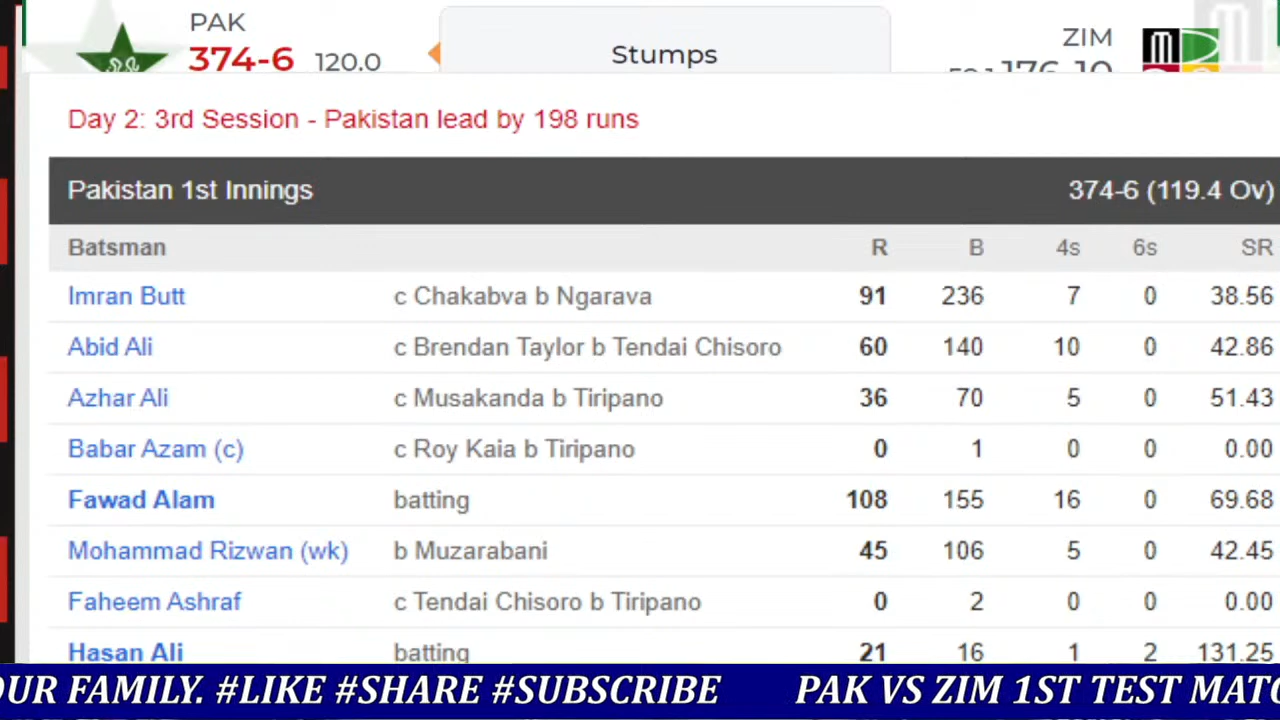 PAK
374-6 120.0
Stumps
ZIM
176-10
Day 2: 3rd Session - Pakistan lead by 198 runs
Pakistan 1st Innings 374-6 (119.4 Ov)
Batsman R B 4s 6s SR
Imran Butt c Chakabva b Ngarava 91 236 7 0 38.56
Abid Ali c Brendan Taylor b Tendai Chisoro 60 140 10 0 42.86
Azhar Ali c Musakanda b Tiripano 36 70 5 0 51.43
Babar Azam (c) c Roy Kaia b Tiripano 0 1 0 0 0.00
Fawad Alam batting 108 155 16 0 69.68
Mohammad Rizwan (wk) b Muzarabani 45 106 5 0 42.45
Faheem Ashraf c Tendai Chisoro b Tiripano 0 2 0 0 0.00
Hasan Ali batting 21 16 1 2 131.25
OUR FAMILY. #LIKE #SHARE #SUBSCRIBE PAK VS ZIM 1ST TEST MATC